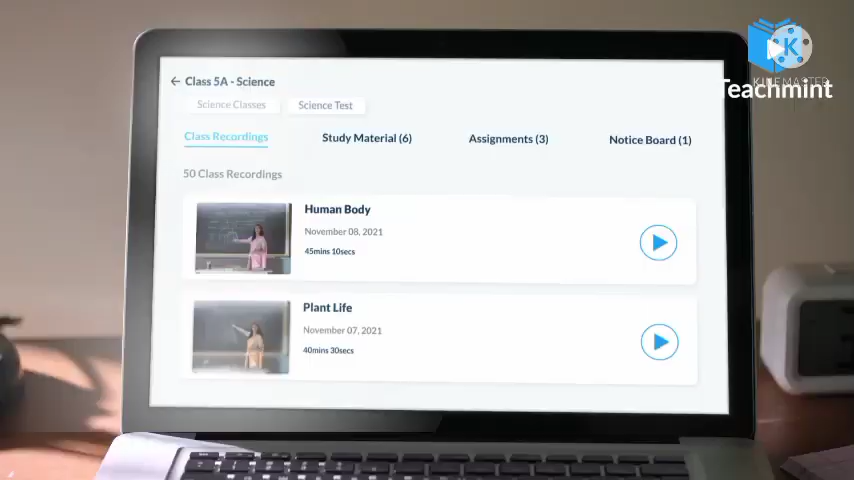 KINEMASTER
Teachmint
← Class 5A - Science
Science Classes
Science Test
Class Recordings
Study Material (6)
Assignments (3)
Notice Board (1)
50 Class Recordings
Human Body
November 08, 2021
45mins 10secs
Plant Life
November 07, 2021
40mins 30secs